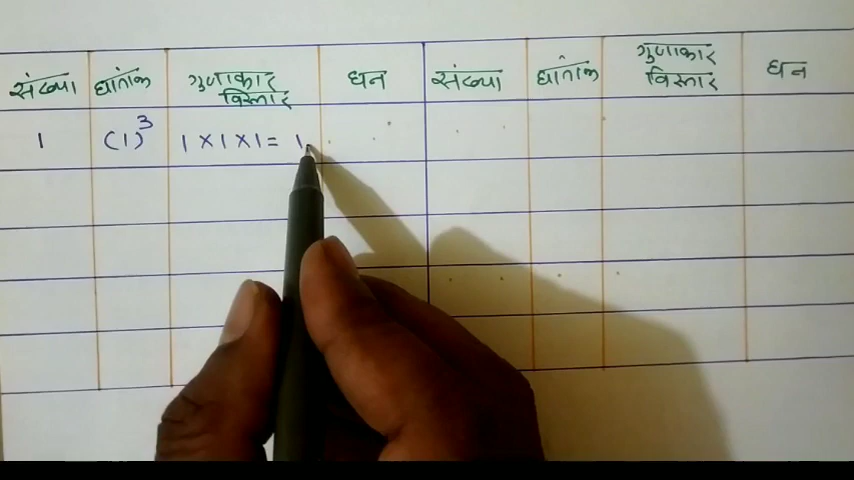 संख्या घातांक गुणाकार विस्तार घन संख्या घातांक गुणाकार विस्तार घन
1 (1)³ 1 × 1 × 1 = 1